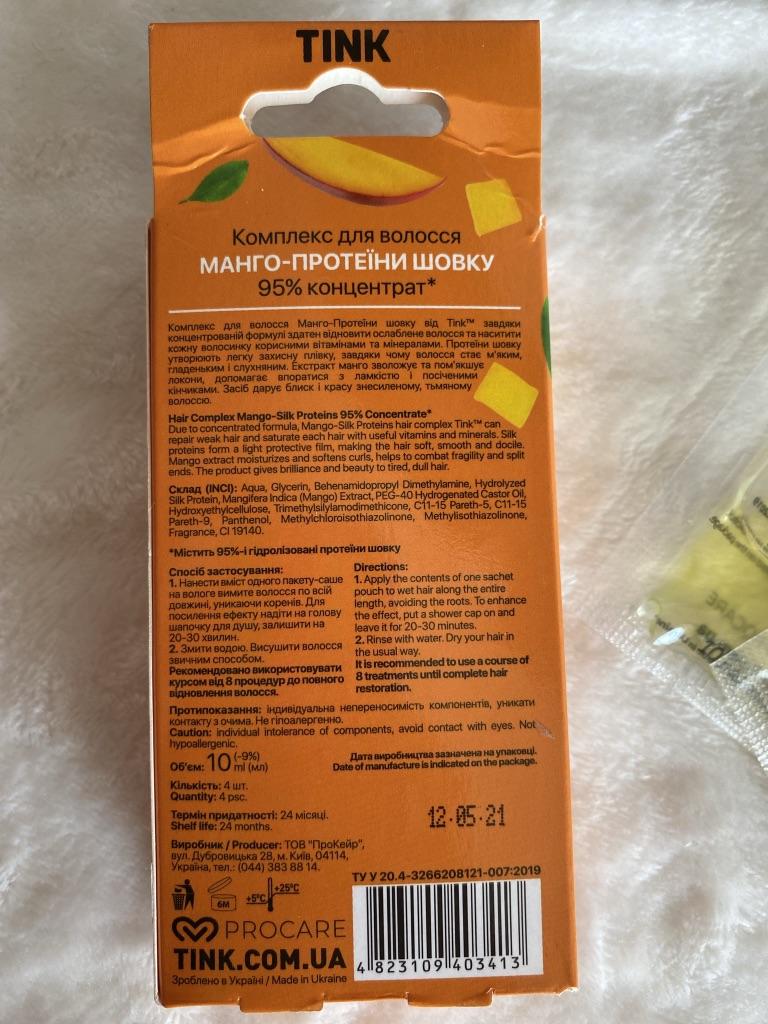 TINK
Комплекс для волосся
МАНГО-ПРОТЕЇНИ ШОВКУ
95% концентрат*
Комплекс для волосся Манго-Протеїни шовку від Tink™ завдяки
концентрованій формулі здатен відновити ослаблене волосся та наситити
кожну волосинку корисними вітамінами та мінералами. Протеїни шовку
утворюють легку захисну плівку, завдяки чому волосся стає м'яким,
гладеньким і слухняним. Екстракт манго зволожує та пом'якшує
локони, допомагає впоратися з ламкістю і посіченими
кінчиками. Засіб дарує блиск і красу знесиленому, тьмяному
волоссю.
Hair Complex Mango-Silk Proteins 95% Concentrate*
Due to concentrated formula, Mango-Silk Proteins hair complex Tink™ can
repair weak hair and saturate each hair with useful vitamins and minerals. Silk
proteins form a light protective film, making the hair soft, smooth and docile.
Mango extract moisturizes and softens curls, helps to combat fragility and split
ends. The product gives brilliance and beauty to tired, dull hair.
Склад (INCI): Aqua, Glycerin, Behenamidopropyl Dimethylamine, Hydrolyzed
Silk Protein, Mangifera Indica (Mango) Extract, PEG-40 Hydrogenated Castor Oil,
Hydroxyethylcellulose, Trimethylsilylamodimethicone, C11-15 Pareth-5, C11-15
Pareth-9, Panthenol, Methylchloroisothiazolinone, Methylisothiazolinone,
Fragrance, CI 19140.
*Містить 95%-і гідролізовані протеїни шовку
Спосіб застосування:
1. Нанести вміст одного пакету-саше
на вологе вимите волосся по всій
довжині, уникаючи коренів. Для
посилення ефекту надіти на голову
шапочку для душу, залишити на
20-30 хвилин.
2. Змити водою. Висушити волосся
звичним способом.
Рекомендовано використовувати
курсом від 8 процедур до повного
відновлення волосся.
Directions:
1. Apply the contents of one sachet
pouch to wet hair along the entire
length, avoiding the roots. To enhance
the effect, put a shower cap on and
leave it for 20-30 minutes.
2. Rinse with water. Dry your hair in
the usual way.
It is recommended to use a course of
8 treatments until complete hair
restoration.
Протипоказання: індивідуальна непереносимість компонентів, уникати
контакту з очима. Не гіпоалергенно.
Caution: individual intolerance of components, avoid contact with eyes. Not
hypoallergenic.
Об'єм: 10 (-9%) ml (мл)
Дата виробництва зазначена на упаковці.
Date of manufacture is indicated on the package.
Кількість: 4 шт.
Quantity: 4 psc.
Термін придатності: 24 місяці.
Shelf life: 24 months.
12.05.21
Виробник / Producer: ТОВ "ПроКейр",
вул. Дубровицька 28, м. Київ, 04114,
Україна, тел.: (044) 383 88 14.
ТУ У 20.4-3266208121-007:2019
6M
+5°C
+25°C
PROCARE
TINK.COM.UA
Зроблено в Україні / Made in Ukraine
4 823109 403413